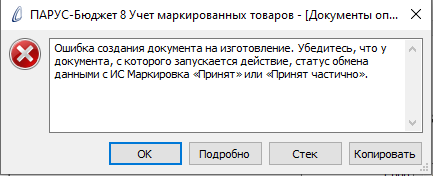 ПАРУС-Бюджет 8 Учет маркированных товаров - [Документы оп...
Ошибка создания документа на изготовление. Убедитесь, что у
документа, с которого запускается действие, статус обмена
данными с ИС Маркировка «Принят» или «Принят частично».
ОК
Подробно
Стек
Копировать